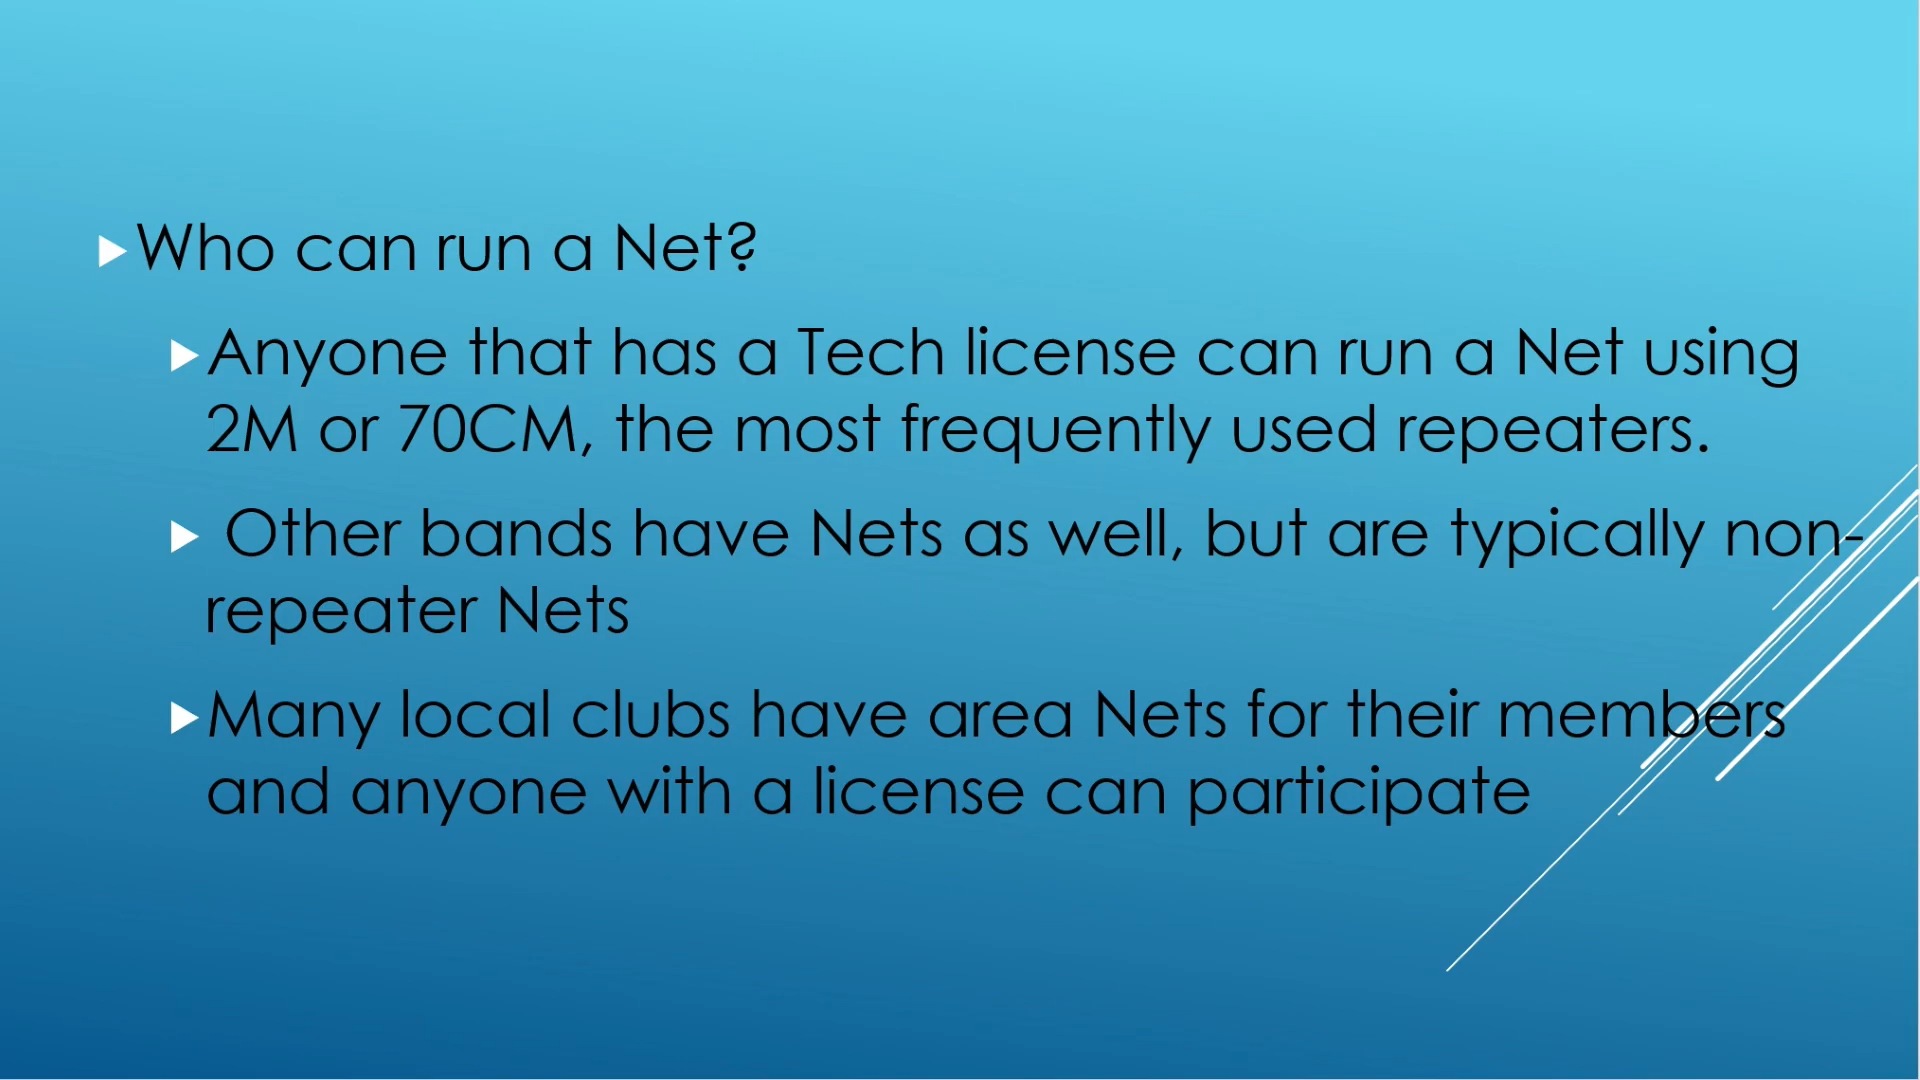 Who can run a Net?
Anyone that has a Tech license can run a Net using
2M or 70CM, the most frequently used repeaters.
Other bands have Nets as well, but are typically non-
repeater Nets
Many local clubs have area Nets for their members
and anyone with a license can participate